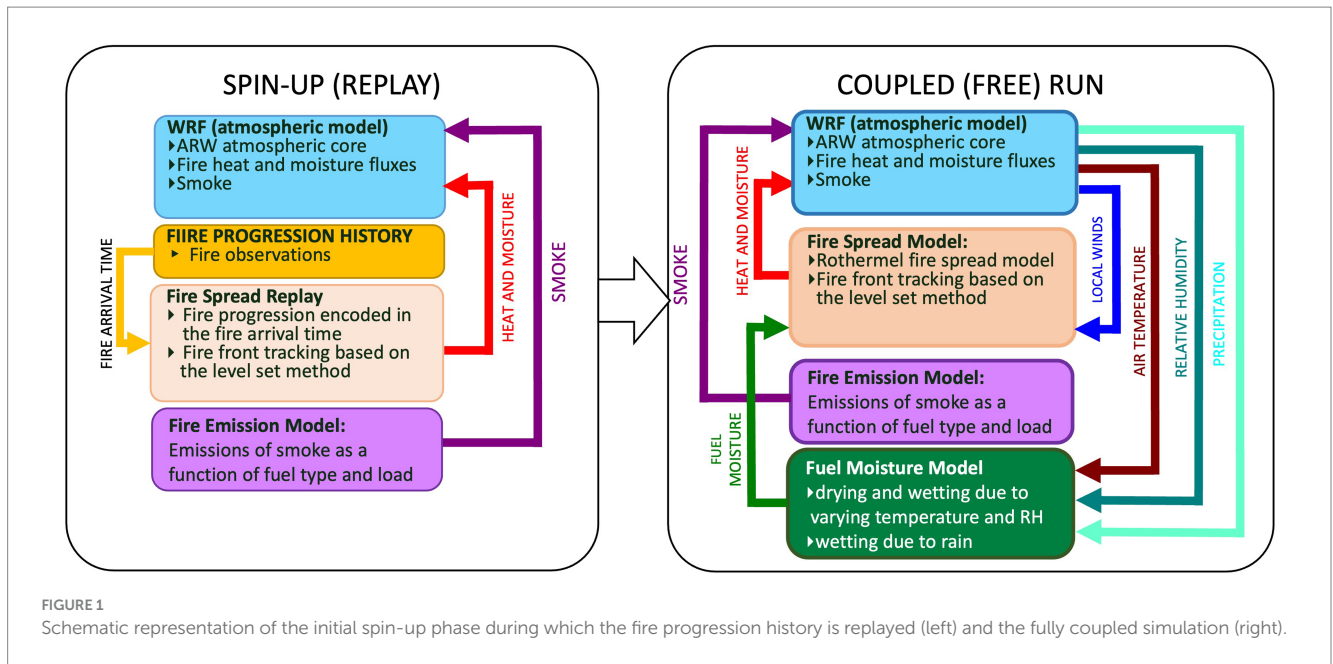 SPIN-UP (REPLAY)
WRF (atmospheric model)
‣ARW atmospheric core
‣Fire heat and moisture fluxes
‣Smoke
FIIRE PROGRESSION HISTORY
‣ Fire observations
Fire Spread Replay
‣ Fire progression encoded in
the fire arrival time
‣ Fire front tracking based on
the level set method
Fire Emission Model:
Emissions of smoke as a
function of fuel type and load
FIRE ARRIVAL TIME
HEAT AND MOISTURE
SMOKE
COUPLED (FREE) RUN
WRF (atmospheric model)
‣ARW atmospheric core
‣Fire heat and moisture fluxes
‣Smoke
Fire Spread Model:
‣Rothermel fire spread model
‣Fire front tracking based on
the level set method
Fire Emission Model:
Emissions of smoke as a
function of fuel type and load
Fuel Moisture Model
‣drying and wetting due to
varying temperature and RH
‣wetting due to rain
SMOKE
HEAT AND MOISTURE
FUEL
MOISTURE
LOCAL WINDS
AIR TEMPERATURE
RELATIVE HUMIDITY
PRECIPITATION
FIGURE 1
Schematic representation of the initial spin-up phase during which the fire progression history is replayed (left) and the fully coupled simulation (right).